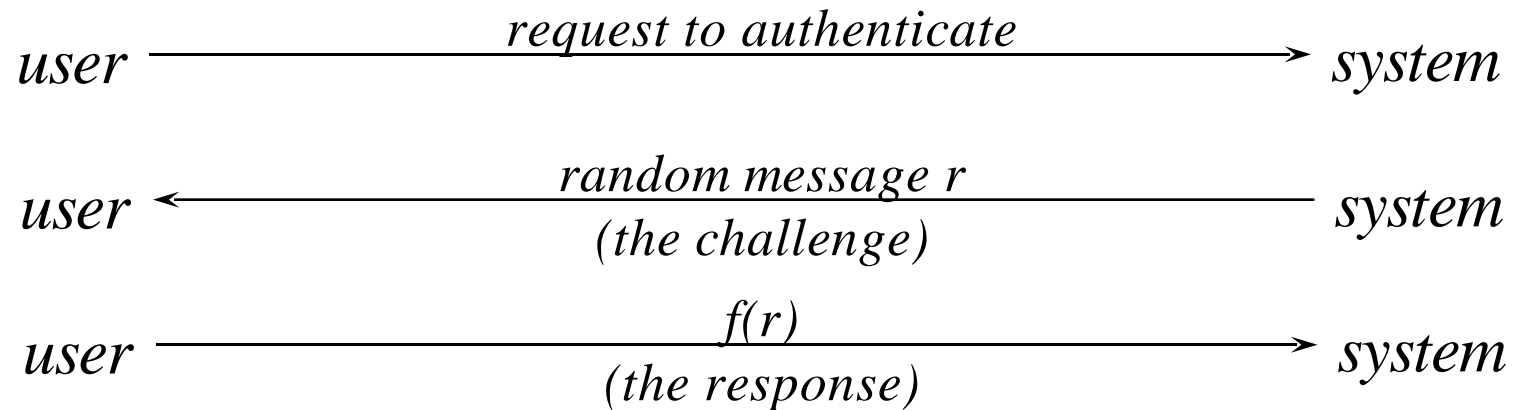 request to authenticate
user system
random message r
user system
(the challenge)
f(r)
user system
(the response)